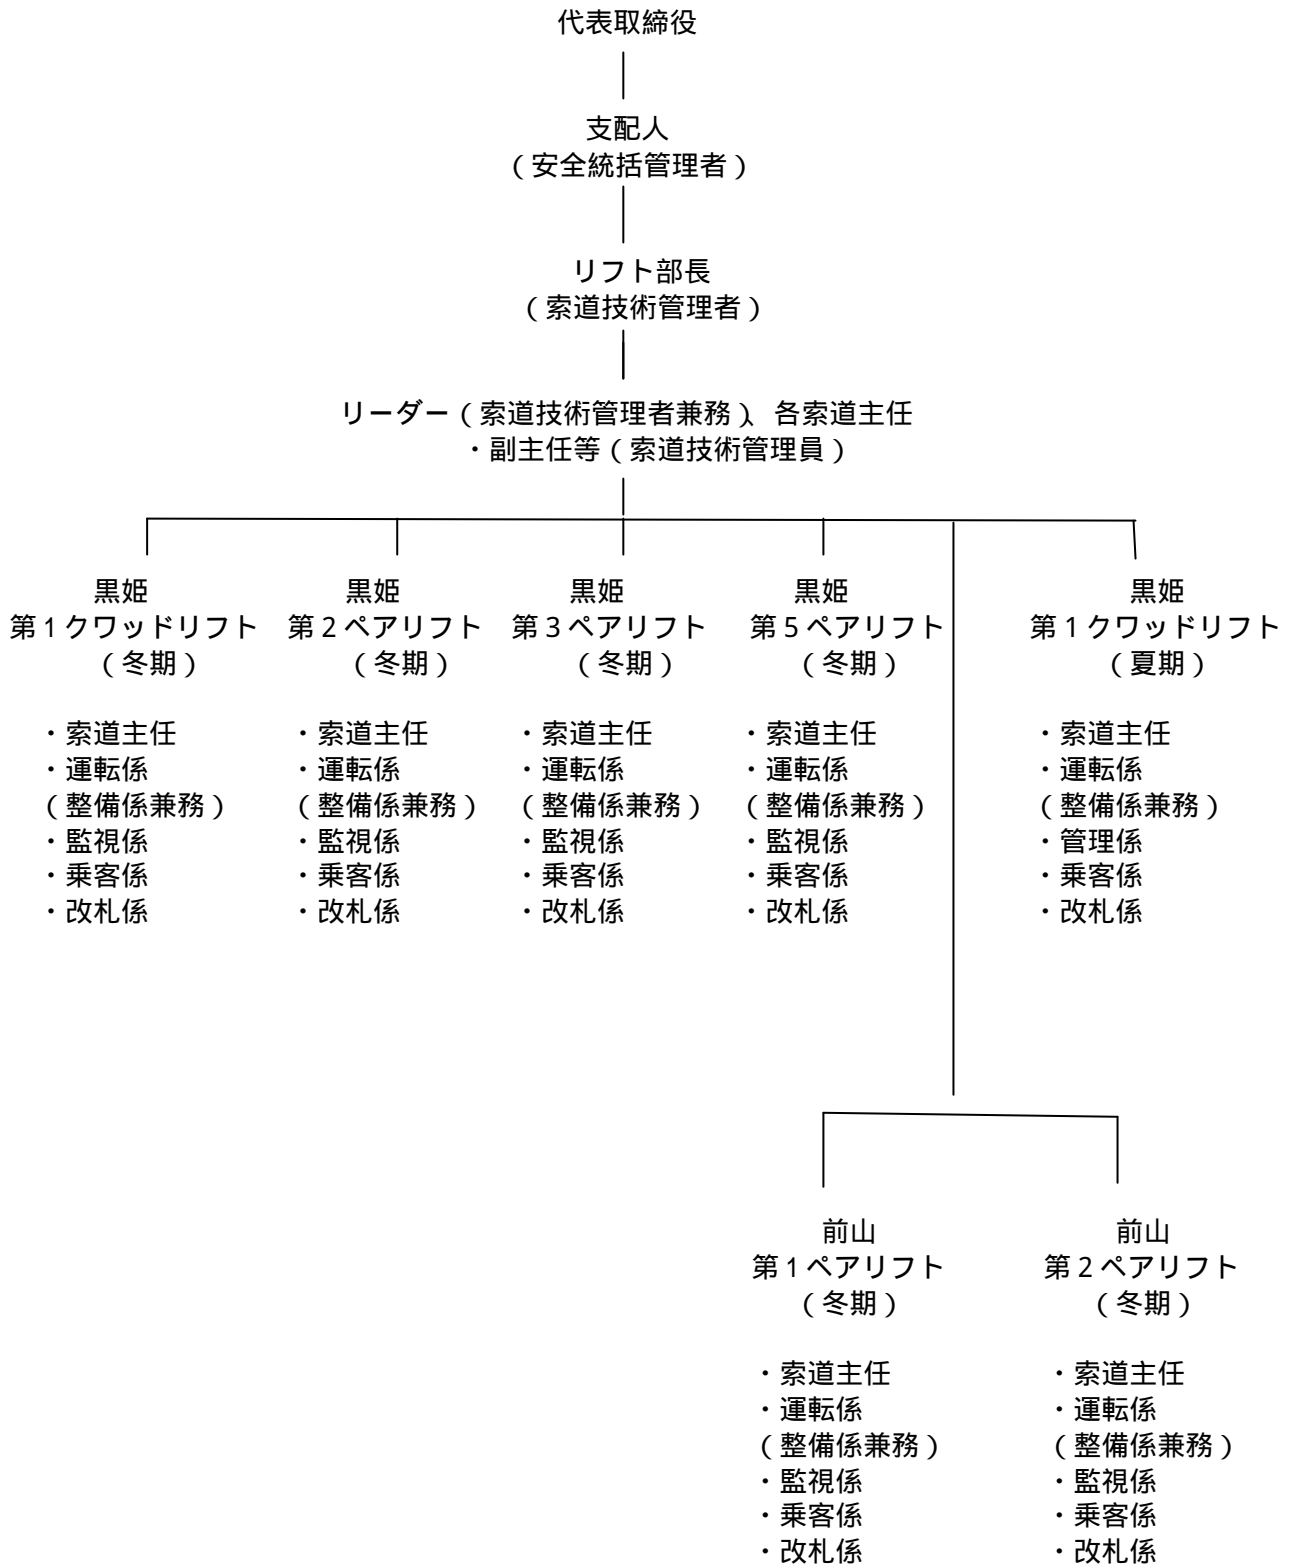 代表取締役
支配人
（安全統括管理者）
リフト部長
（索道技術管理者）
リーダー（索道技術管理者兼務）、各索道主任
・副主任等（索道技術管理員）
黒姫
第1クワッドリフト
（冬期）
・索道主任
・運転係
（整備係兼務）
・監視係
・乗客係
・改札係
黒姫
第2ペアリフト
（冬期）
・索道主任
・運転係
（整備係兼務）
・監視係
・乗客係
・改札係
黒姫
第3ペアリフト
（冬期）
・索道主任
・運転係
（整備係兼務）
・監視係
・乗客係
・改札係
黒姫
第5ペアリフト
（冬期）
・索道主任
・運転係
（整備係兼務）
・監視係
・乗客係
・改札係
黒姫
第1クワッドリフト
（夏期）
・索道主任
・運転係
（整備係兼務）
・管理係
・乗客係
・改札係
前山
第1ペアリフト
（冬期）
・索道主任
・運転係
（整備係兼務）
・監視係
・乗客係
・改札係
前山
第2ペアリフト
（冬期）
・索道主任
・運転係
（整備係兼務）
・監視係
・乗客係
・改札係